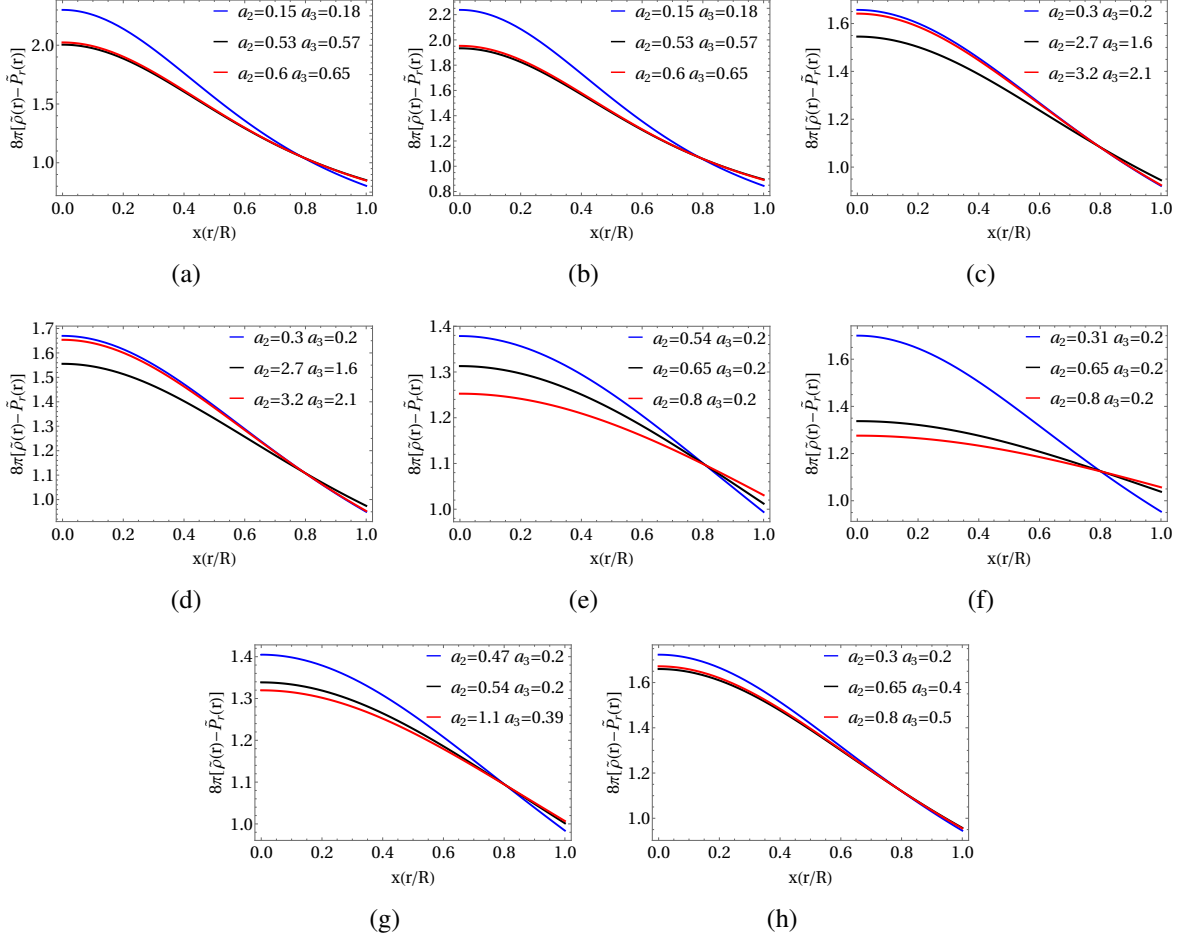 8π[ρ̃(r)−P̃r(r)]
a2=0.15 a3=0.18
a2=0.53 a3=0.57
a2=0.6 a3=0.65
2.0
1.5
1.0
0.0 0.2 0.4 0.6 0.8 1.0
x(r/R)
(a)
8π[ρ̃(r)−P̃r(r)]
a2=0.15 a3=0.18
a2=0.53 a3=0.57
a2=0.6 a3=0.65
2.2
2.0
1.8
1.6
1.4
1.2
1.0
0.8
0.0 0.2 0.4 0.6 0.8 1.0
x(r/R)
(b)
8π[ρ̃(r)−P̃r(r)]
a2=0.3 a3=0.2
a2=2.7 a3=1.6
a2=3.2 a3=2.1
1.6
1.4
1.2
1.0
0.0 0.2 0.4 0.6 0.8 1.0
x(r/R)
(c)
8π[ρ̃(r)−P̃r(r)]
a2=0.3 a3=0.2
a2=2.7 a3=1.6
a2=3.2 a3=2.1
1.7
1.6
1.5
1.4
1.3
1.2
1.1
1.0
0.0 0.2 0.4 0.6 0.8 1.0
x(r/R)
(d)
8π[ρ̃(r)−P̃r(r)]
a2=0.54 a3=0.2
a2=0.65 a3=0.2
a2=0.8 a3=0.2
1.4
1.3
1.2
1.1
1.0
0.0 0.2 0.4 0.6 0.8 1.0
x(r/R)
(e)
8π[ρ̃(r)−P̃r(r)]
a2=0.31 a3=0.2
a2=0.65 a3=0.2
a2=0.8 a3=0.2
1.6
1.4
1.2
1.0
0.0 0.2 0.4 0.6 0.8 1.0
x(r/R)
(f)
8π[ρ̃(r)−P̃r(r)]
a2=0.47 a3=0.2
a2=0.54 a3=0.2
a2=1.1 a3=0.39
1.4
1.3
1.2
1.1
1.0
0.0 0.2 0.4 0.6 0.8 1.0
x(r/R)
(g)
8π[ρ̃(r)−P̃r(r)]
a2=0.3 a3=0.2
a2=0.65 a3=0.4
a2=0.8 a3=0.5
1.6
1.4
1.2
1.0
0.0 0.2 0.4 0.6 0.8 1.0
x(r/R)
(h)